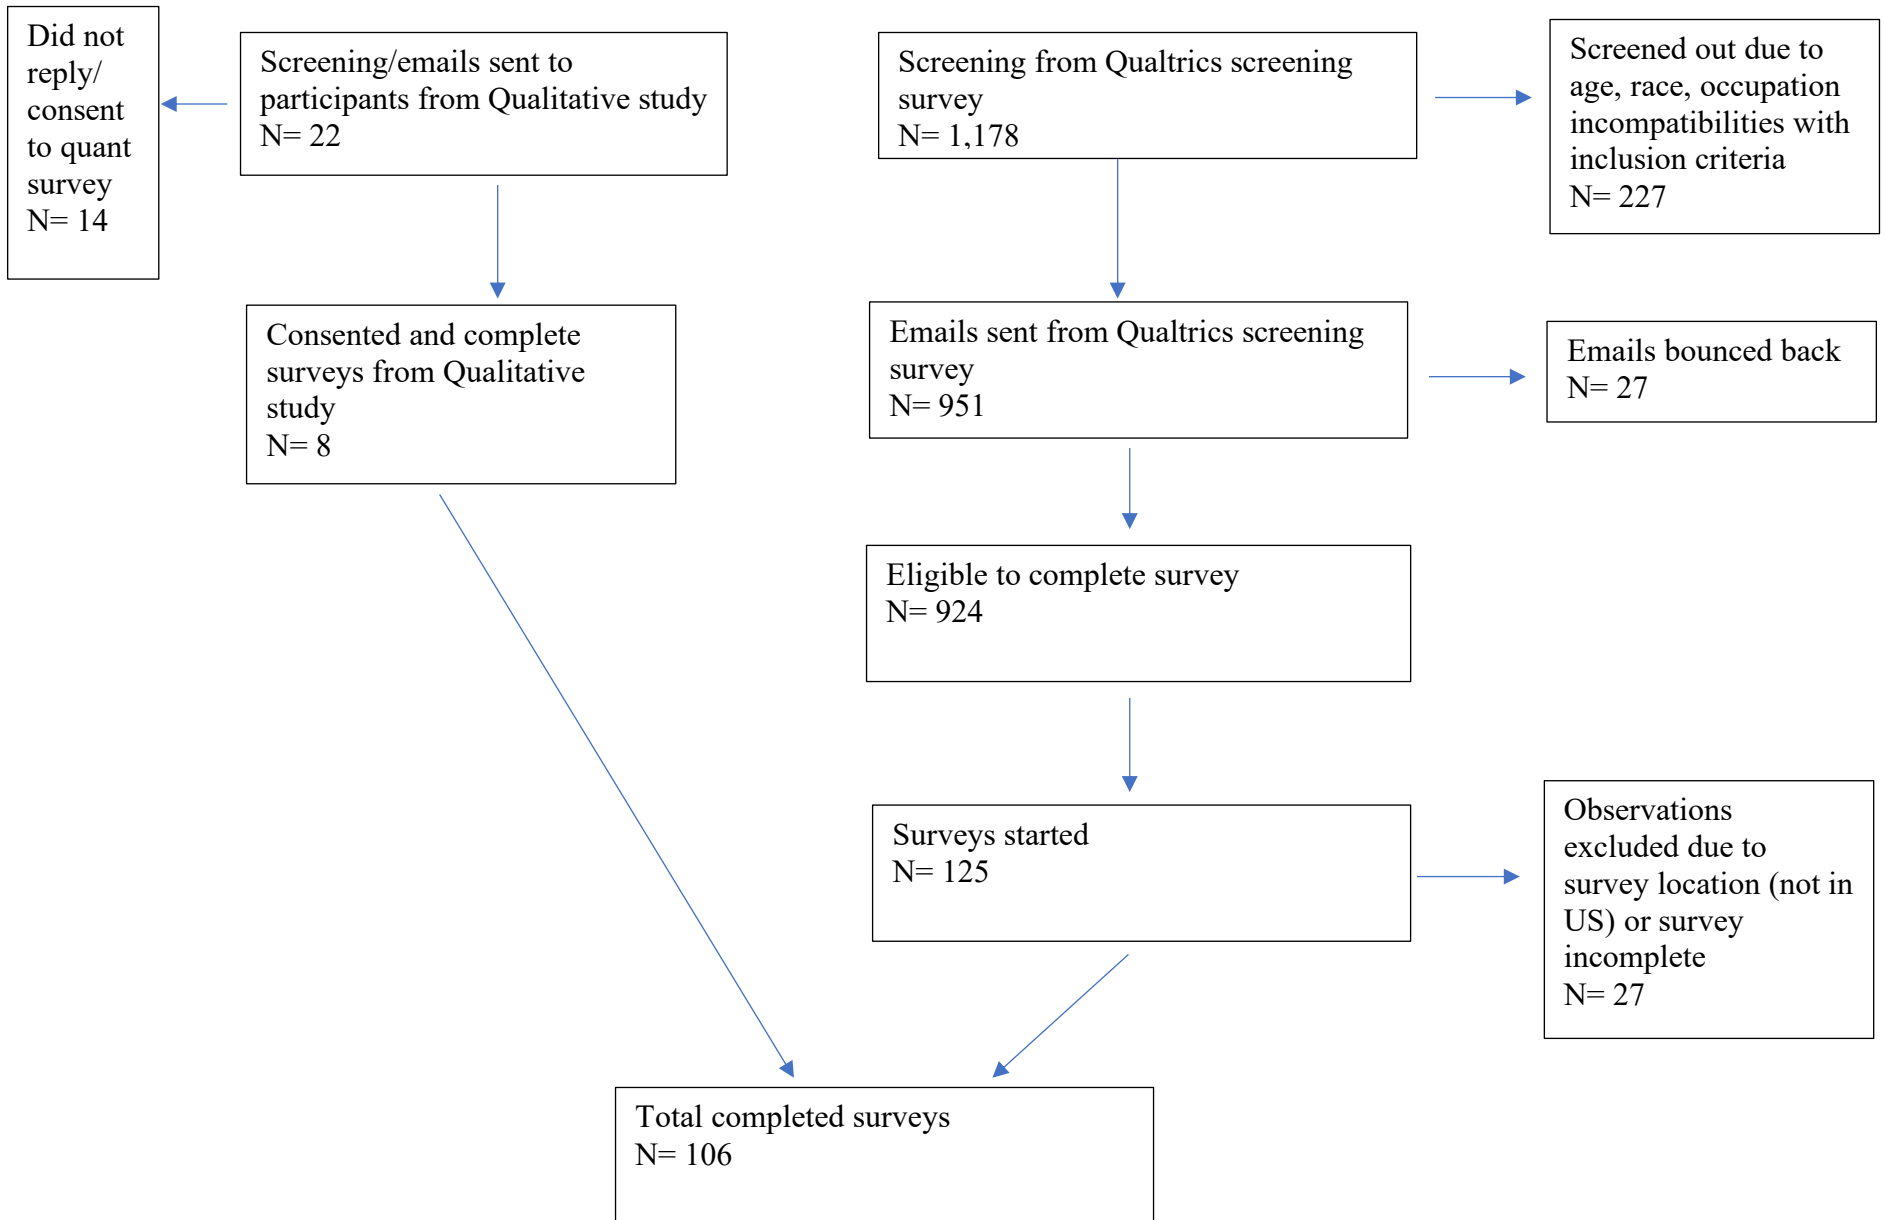 Did not
reply/
consent
to quant
survey
N= 14
Screening/emails sent to
participants from Qualitative study
N= 22
Screening from Qualtrics screening
survey
N= 1,178
Screened out due to
age, race, occupation
incompatibilities with
inclusion criteria
N= 227
Consented and complete
surveys from Qualitative
study
N= 8
Emails sent from Qualtrics screening
survey
N= 951
Emails bounced back
N= 27
Eligible to complete survey
N= 924
Surveys started
N= 125
Observations
excluded due to
survey location (not in
US) or survey
incomplete
N= 27
Total completed surveys
N= 106